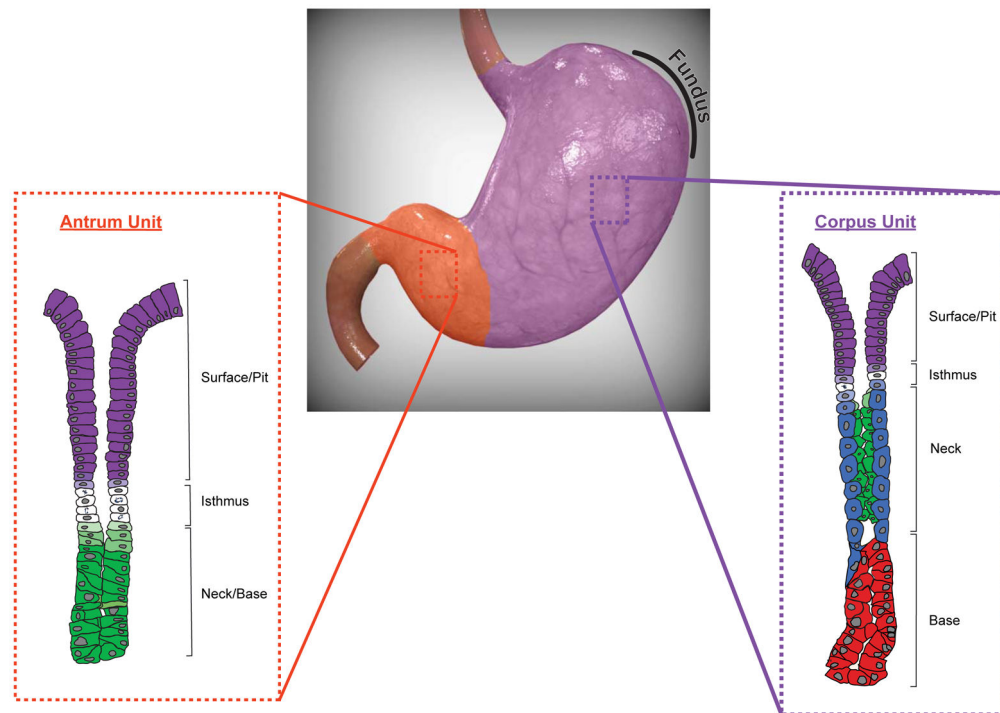 Fundus
Antrum Unit
Surface/Pit
Isthmus
Neck/Base
Corpus Unit
Surface/Pit
Isthmus
Neck
Base